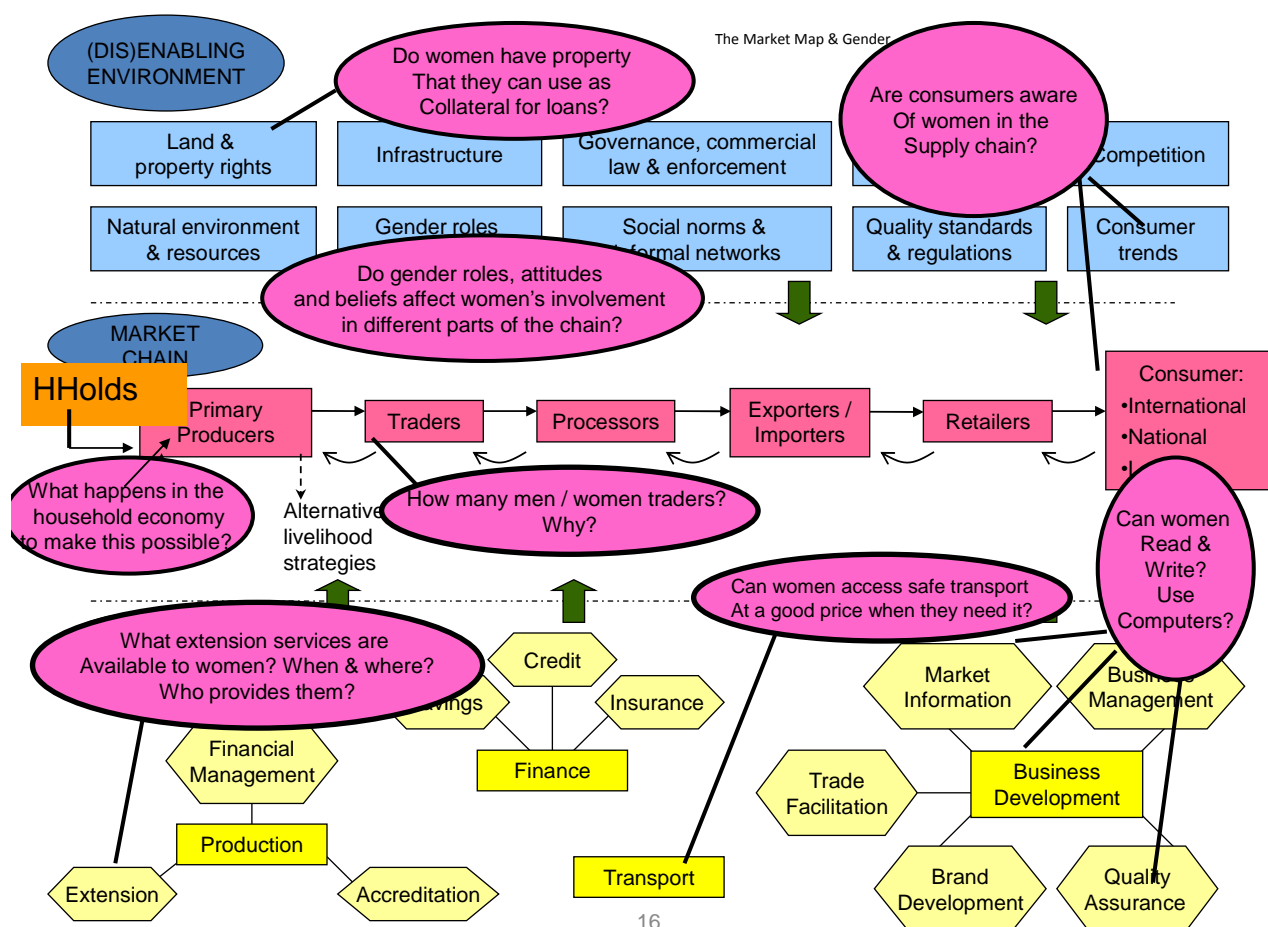 The Market Map & Gender
(DIS)ENABLING
ENVIRONMENT
Do women have property
That they can use as
Collateral for loans?
Are consumers aware
Of women in the
Supply chain?
Land &
property rights
Infrastructure
Governance, commercial
law & enforcement
Competition
Natural environment
& resources
Gender roles
Social norms &
networks
Quality standards
& regulations
Consumer
trends
Do gender roles, attitudes
and beliefs affect women's involvement
in different parts of the chain?
MARKET
CHAIN
HHolds
Primary
Producers
Traders
Processors
Exporters /
Importers
Retailers
Consumer:
•International
•National
•
What happens in the
household economy
to make this possible?
Alternative
livelihood
strategies
How many men / women traders?
Why?
Can women
Read &
Write?
Use
Computers?
Can women access safe transport
At a good price when they need it?
What extension services are
Available to women? When & where?
Who provides them?
Savings
Credit
Insurance
Finance
Market
Information
Business
Management
Financial
Management
Production
Extension
Accreditation
Transport
Trade
Facilitation
Business
Development
Brand
Development
Quality
Assurance
16